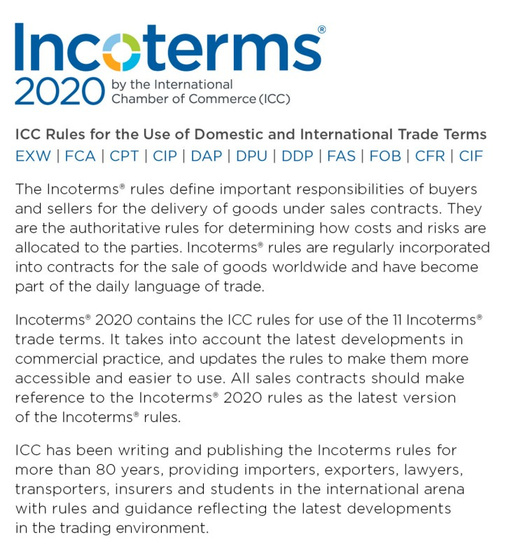 Incoterms®
2020 by the International
Chamber of Commerce (ICC)
ICC Rules for the Use of Domestic and International Trade Terms
EXW | FCA | CPT | CIP | DAP | DPU | DDP | FAS | FOB | CFR | CIF
The Incoterms® rules define important responsibilities of buyers
and sellers for the delivery of goods under sales contracts. They
are the authoritative rules for determining how costs and risks are
allocated to the parties. Incoterms® rules are regularly incorporated
into contracts for the sale of goods worldwide and have become
part of the daily language of trade.
Incoterms® 2020 contains the ICC rules for use of the 11 Incoterms®
trade terms. It takes into account the latest developments in
commercial practice, and updates the rules to make them more
accessible and easier to use. All sales contracts should make
reference to the Incoterms® 2020 rules as the latest version
of the Incoterms® rules.
ICC has been writing and publishing the Incoterms rules for
more than 80 years, providing importers, exporters, lawyers,
transporters, insurers and students in the international arena
with rules and guidance reflecting the latest developments
in the trading environment.